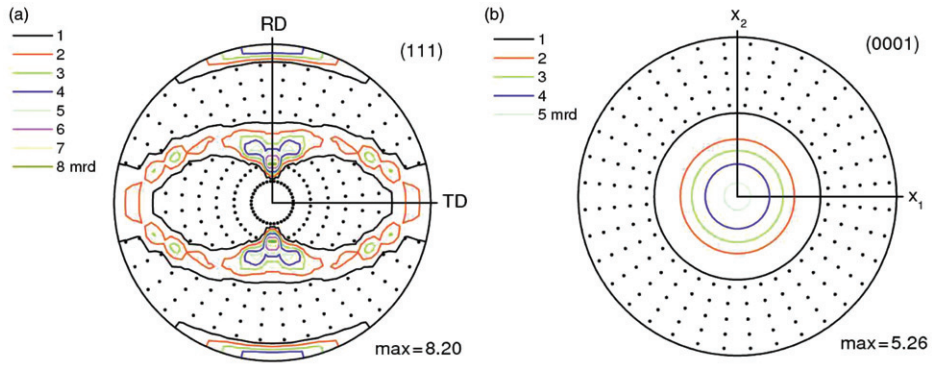 (a)
1
2
3
4
5
6
7
8 mrd
RD
(111)
TD
max=8.20
(b)
1
2
3
4
5 mrd
x2
(0001)
x1
max=5.26